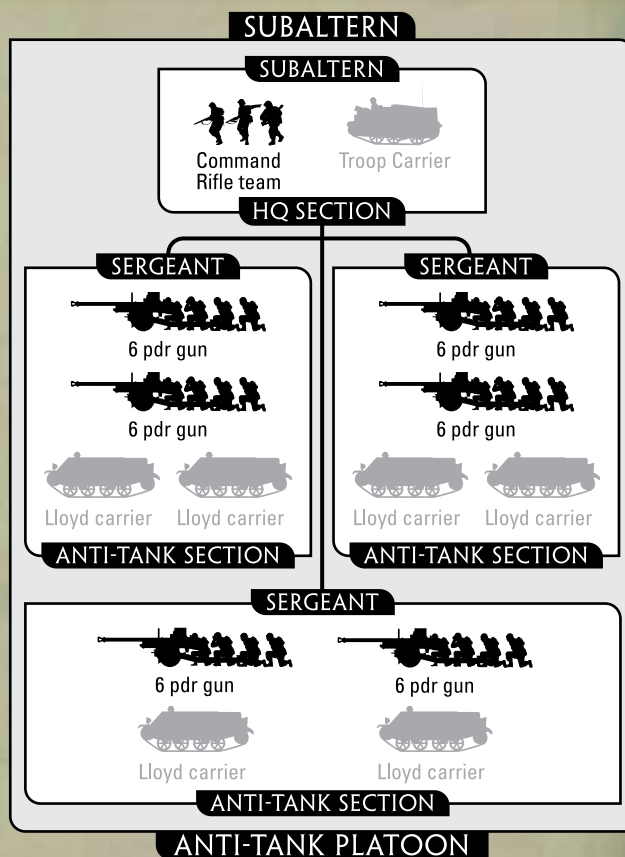 SUBALTERN
SUBALTERN
Command
Rifle team
Troop Carrier
HQ SECTION
SERGEANT
6 pdr gun
6 pdr gun
Lloyd carrier Lloyd carrier
ANTI-TANK SECTION
SERGEANT
6 pdr gun
6 pdr gun
Lloyd carrier Lloyd carrier
ANTI-TANK SECTION
SERGEANT
6 pdr gun 6 pdr gun
Lloyd carrier Lloyd carrier
ANTI-TANK SECTION
ANTI-TANK PLATOON